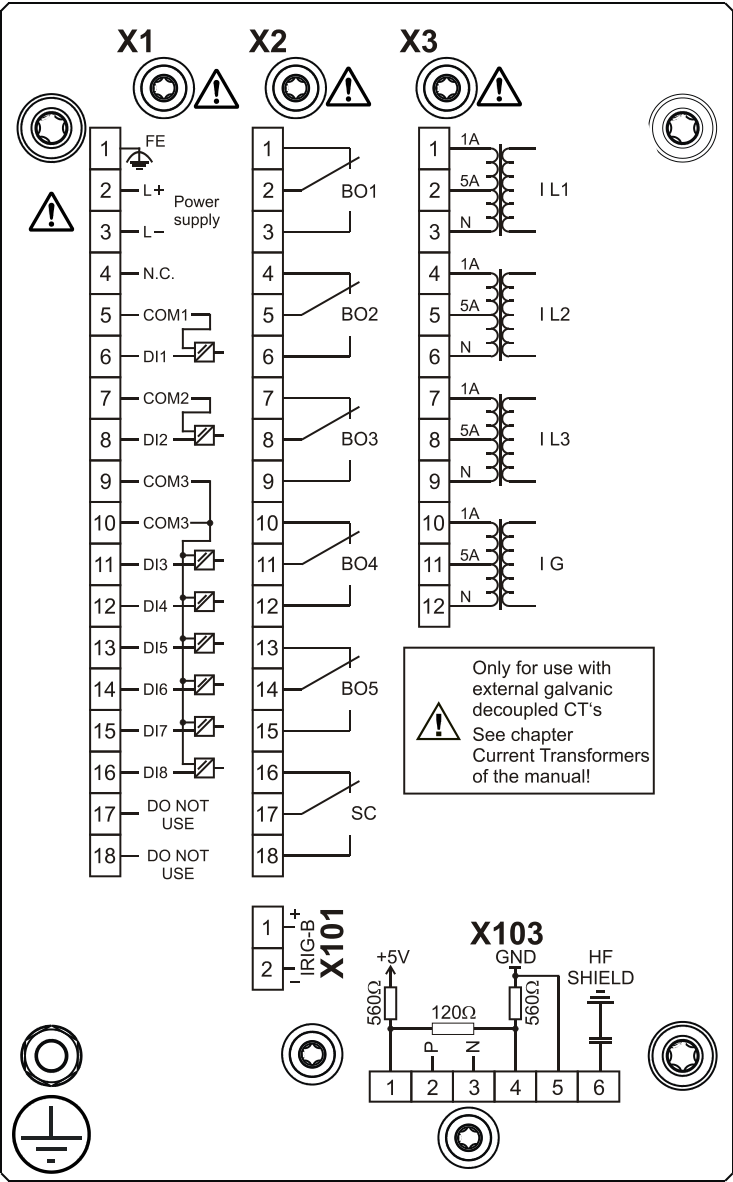 X1
X2
X3
1 FE
2 L+
3 L–
Power
supply
4 N.C.
5 COM1
6 DI1
7 COM2
8 DI2
9 COM3
10 COM3
11 DI3
12 DI4
13 DI5
14 DI6
15 DI7
16 DI8
17 DO NOT
USE
18 DO NOT
USE
1
2 BO1
3
4
5 BO2
6
7
8 BO3
9
10
11 BO4
12
13
14 BO5
15
16
17 SC
18
1 1A
2 5A I L1
3 N
4 1A
5 5A I L2
6 N
7 1A
8 5A I L3
9 N
10 1A
11 5A I G
12 N
Only for use with
external galvanic
decoupled CT‘s
See chapter
Current Transformers
of the manual!
1 +
2 –
IRIG-B
X101
X103
+5V
GND
HF
SHIELD
560Ω
120Ω
560Ω
P
N
1 2 3 4 5 6